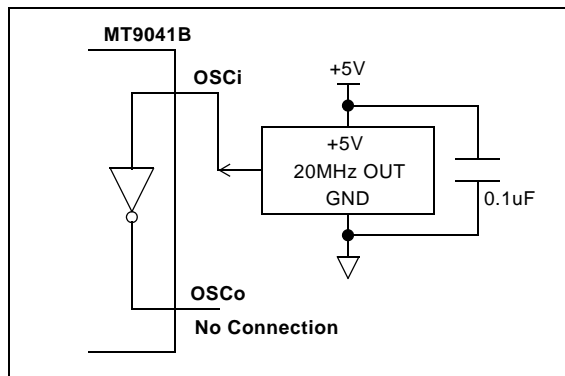 MT9041B
OSCi
+5V
+5V
20MHz OUT
GND
0.1uF
OSCo
No Connection